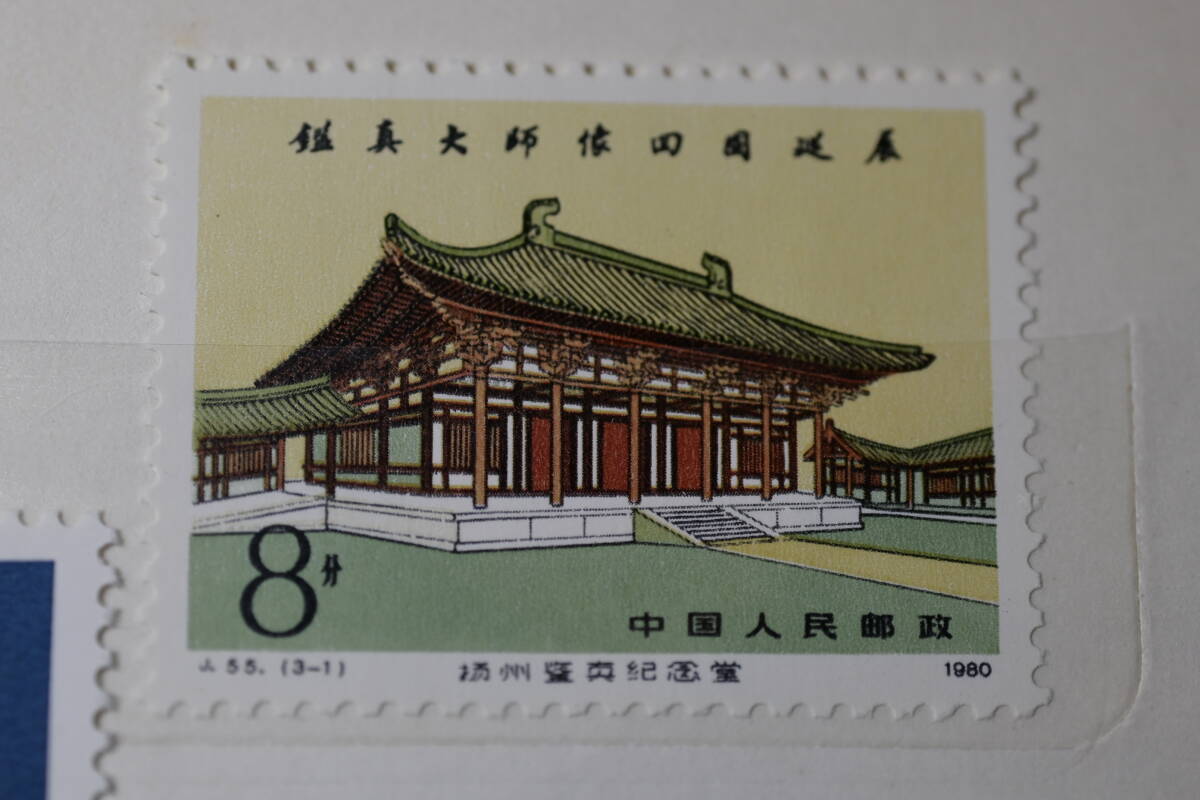 鑑真大师像回国巡展
8分
中国人民邮政
J. 55. (3-1) 扬州鉴真纪念堂 1980